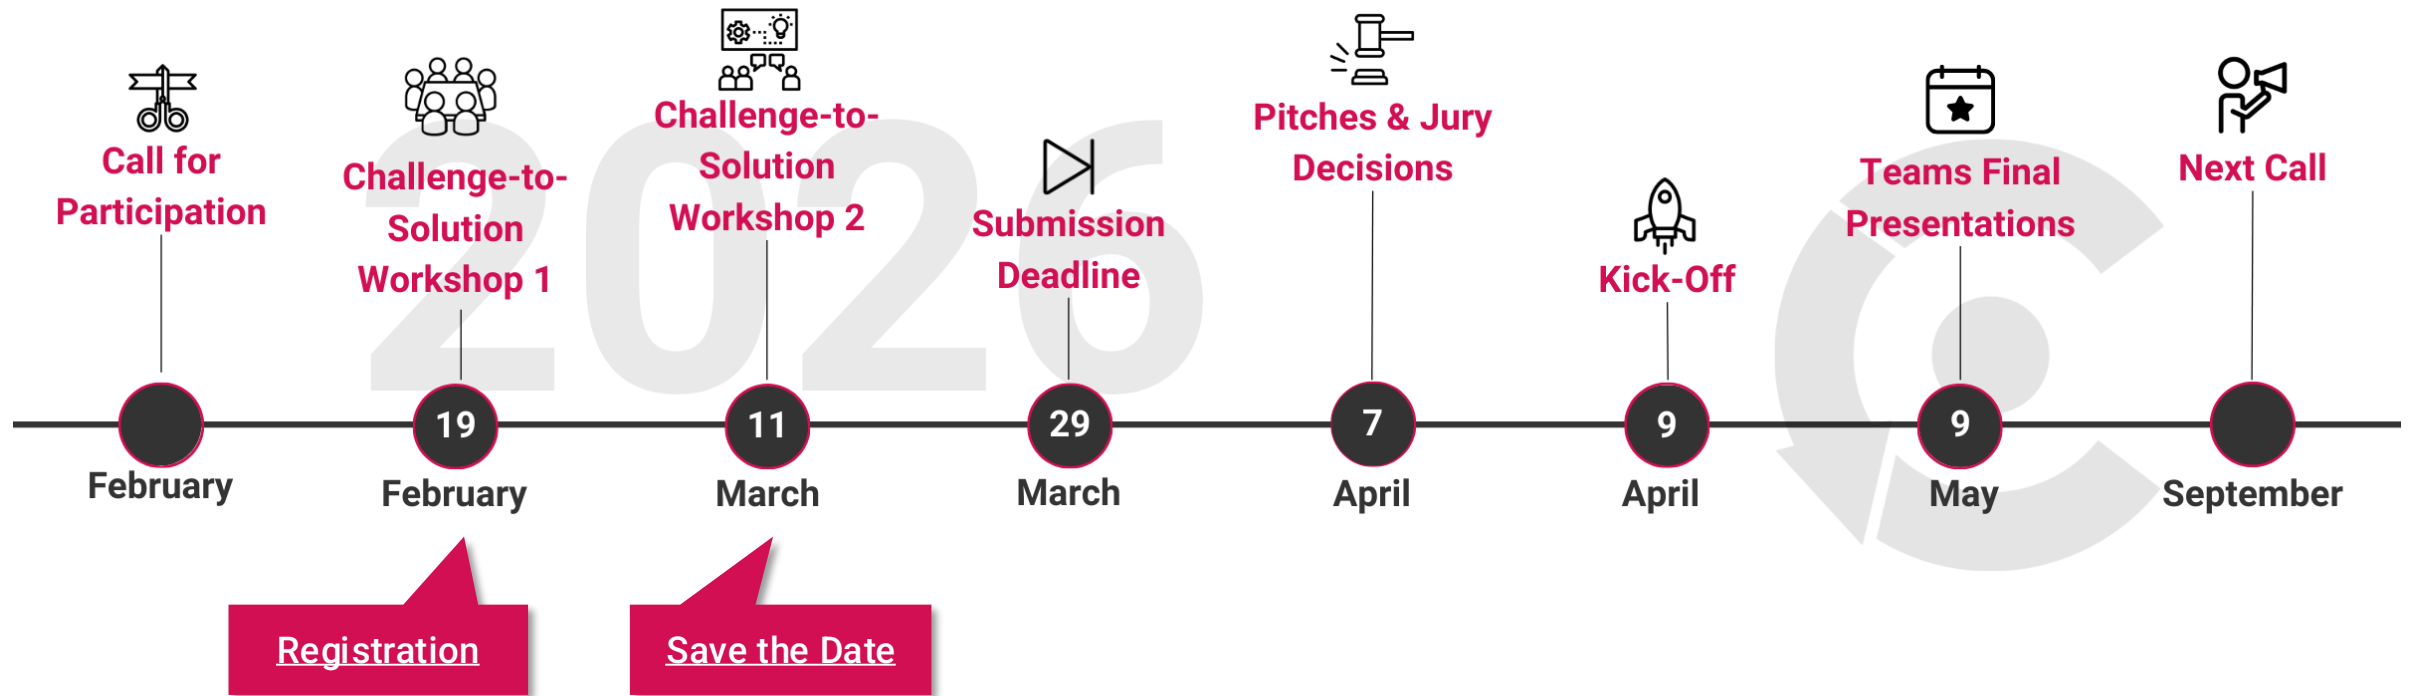 2026
Call for
Participation
February
Challenge-to-
Solution
Workshop 1
19
February
Registration
Challenge-to-
Solution
Workshop 2
11
March
Save the Date
Submission
Deadline
29
March
Pitches & Jury
Decisions
7
April
Kick-Off
9
April
Teams Final
Presentations
9
May
Next Call
September